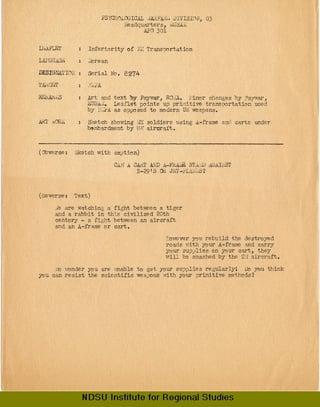 PSYCHOLOGICAL WARFARE DIVISION, G3
Headquarters, EUSAK
APO 301
LEAFLET : Inferiority of NK Transportation
LANGUAGE : Korean
DESIGNATION : Serial No. 8274
TARGET : NKPA
REMARKS : Art and text by Psywar, ROKA. Minor changes by Psywar,
EUSAK. Leaflet points up primitive transportation used
by NKPA as opposed to modern UN weapons.
ART WORK : Sketch showing NK soldiers using A-frame and carts under
bombardment by UN aircraft.
(Obverse: Sketch with caption)
CAN A CART AND A-FRAME STAND AGAINST
B-29'S OR JET-PLANES?
(Reverse: Text)
We are watching a fight between a tiger
and a rabbit in this civilized 20th
century - a fight between an aircraft
and an A-frame or cart.
However you rebuild the destroyed
roads with your A-frame and carry
your supplies on your cart, they
will be smashed by the UN aircraft.
No wonder you are unable to get your supplies regularly! Do you think
you can resist the scientific weapons with your primitive methods?
NDSU Institute for Regional Studies